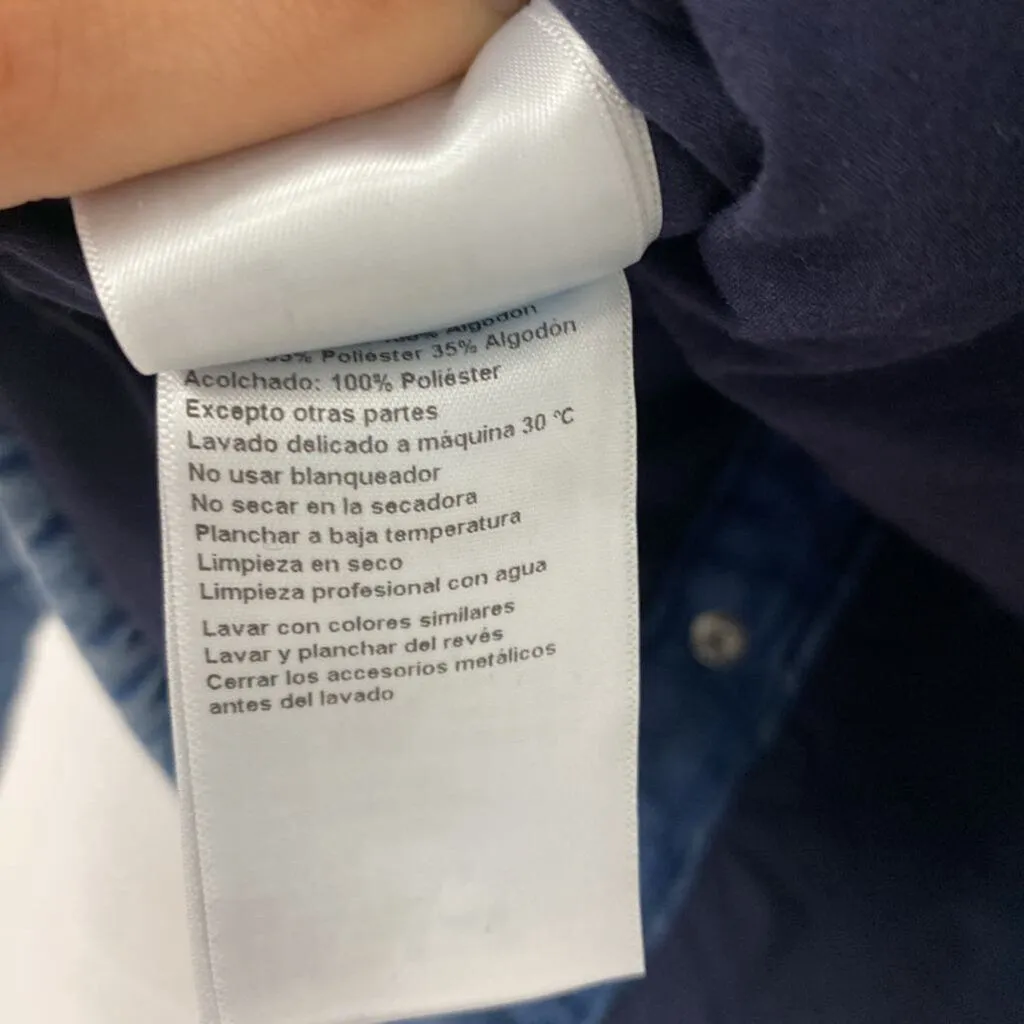 100% Algodón
65% Poliéster 35% Algodón
Acolchado: 100% Poliéster
Excepto otras partes
Lavado delicado a máquina 30 °C
No usar blanqueador
No secar en la secadora
Planchar a baja temperatura
Limpieza en seco
Limpieza profesional con agua
Lavar con colores similares
Lavar y planchar del revés
Cerrar los accesorios metálicos
antes del lavado